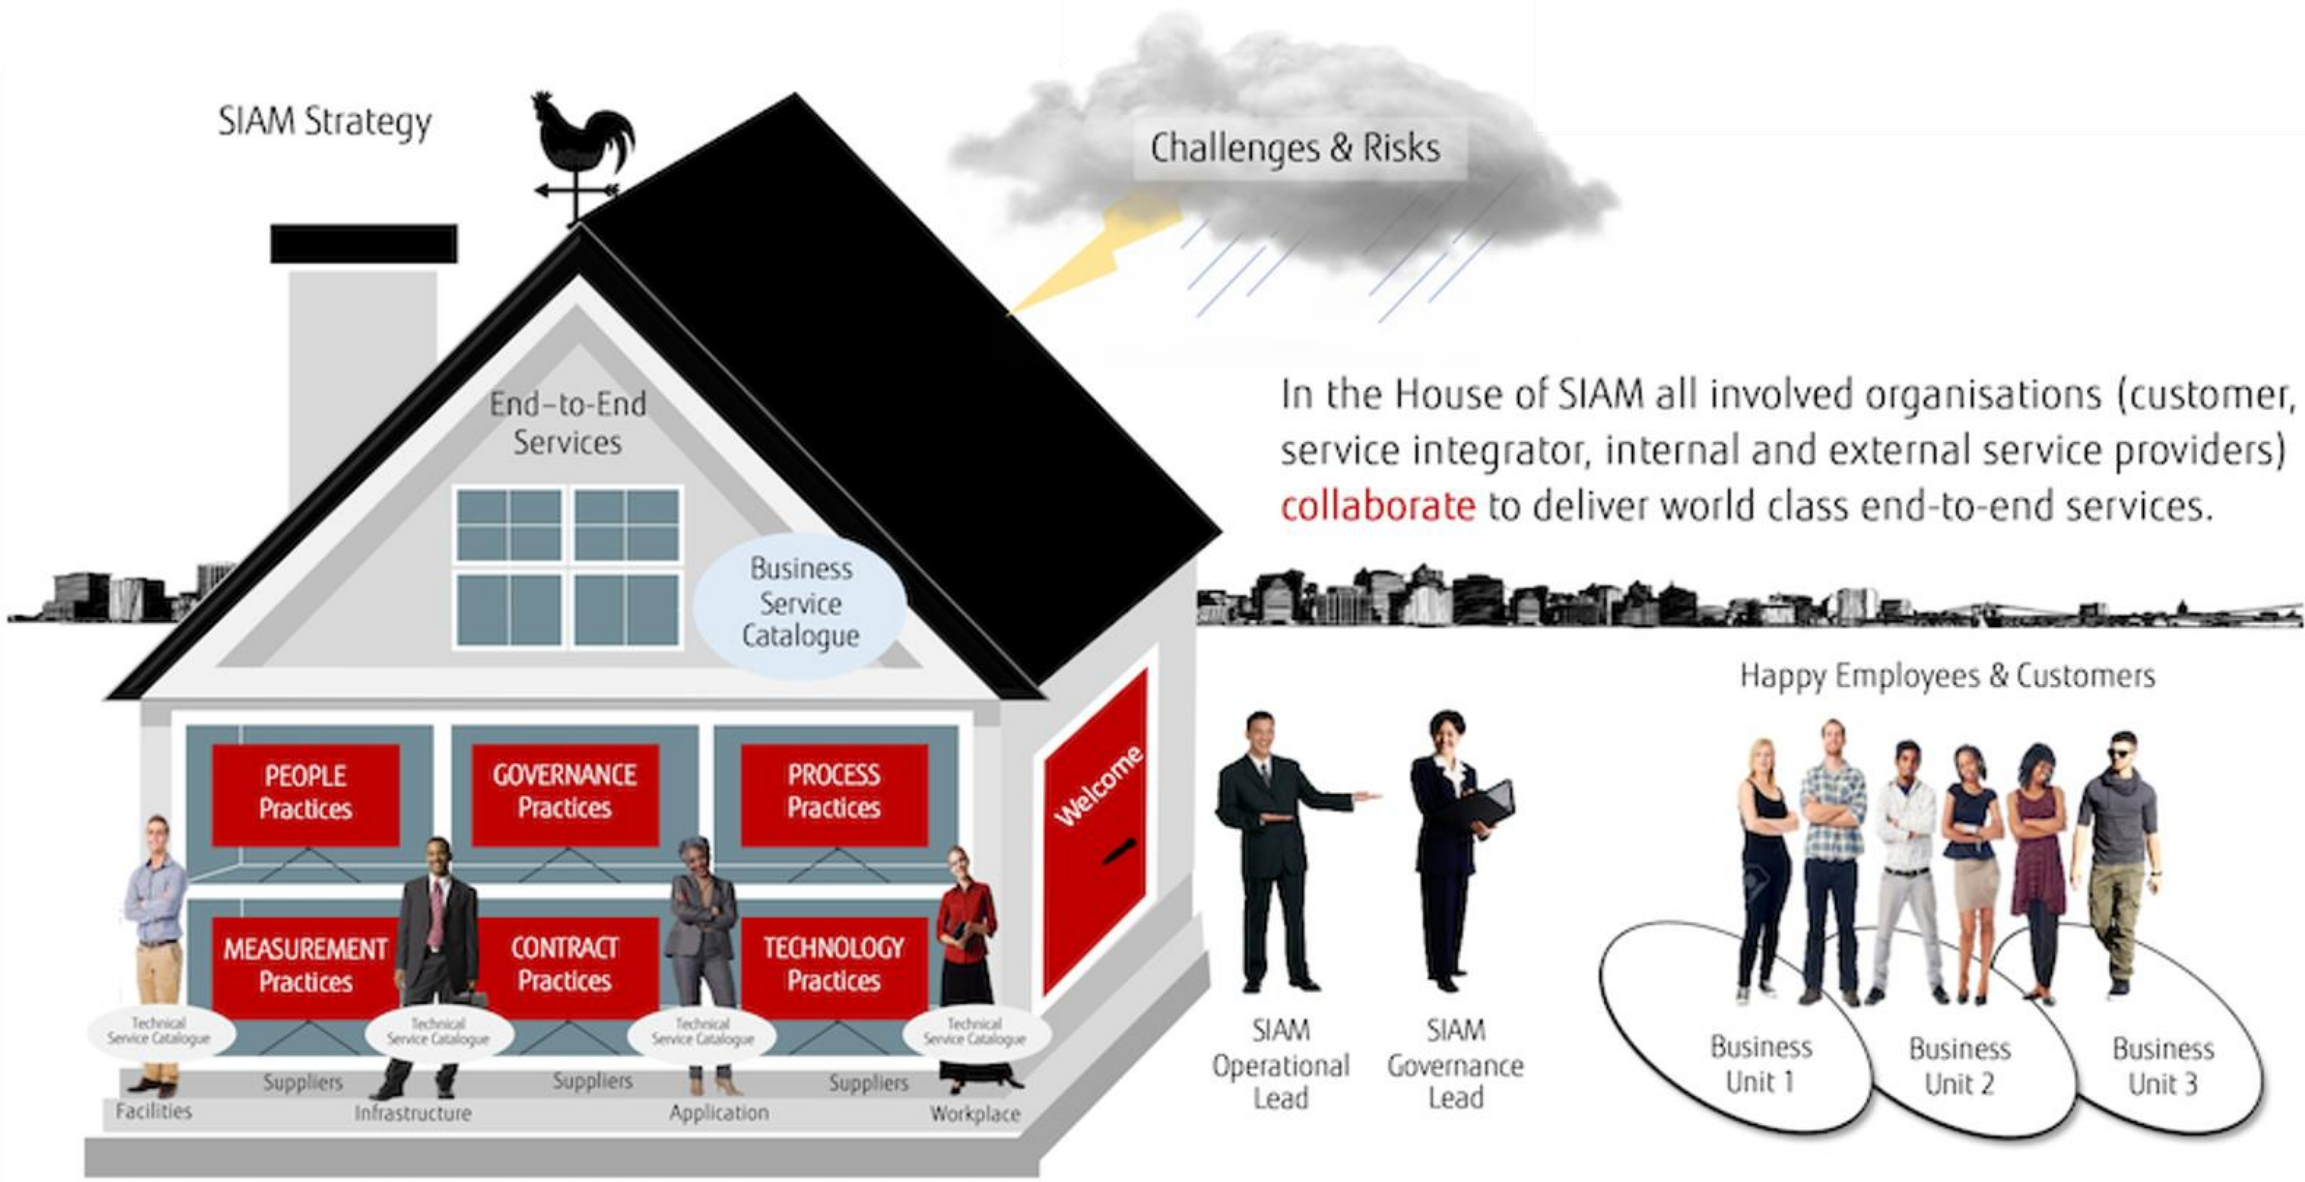 SIAM Strategy
Challenges & Risks
End-to-End
Services
Business
Service
Catalogue
In the House of SIAM all involved organisations (customer,
service integrator, internal and external service providers)
collaborate to deliver world class end-to-end services.
Happy Employees & Customers
PEOPLE
Practices
GOVERNANCE
Practices
PROCESS
Practices
Welcome
MEASUREMENT
Practices
CONTRACT
Practices
TECHNOLOGY
Practices
Technical
Service Catalogue
Technical
Service Catalogue
Technical
Service Catalogue
Technical
Service Catalogue
Suppliers
Suppliers
Suppliers
Facilities
Infrastructure
Application
Workplace
SIAM
Operational
Lead
SIAM
Governance
Lead
Business
Unit 1
Business
Unit 2
Business
Unit 3